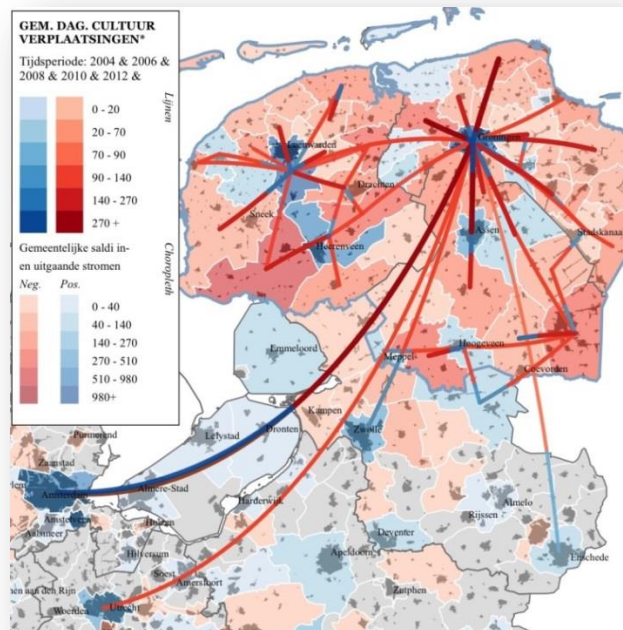 GEM. DAG. CULTUUR
VERPLAATSINGEN*
Tijdsperiode: 2004 & 2006 &
2008 & 2010 & 2012 &
Lijnen
0 - 20
20 - 70
70 - 90
90 - 140
140 - 270
270 +
Gemeentelijke saldi in-
en uitgaande stromen
Choropleth
Neg.
Pos.
0 - 40
40 - 140
140 - 270
270 - 510
510 - 980
980+
Groningen
Leeuwarden
Drachten
Sneek
Assen
Stadskanaal
Heerenveen
Emmeloord
Meppel
Hoogeveen
Coevorden
Kampen
Zwolle
Lelystad
Dronten
Purmerend
Zaanstad
Amsterdam
Almere-Stad
Harderwijk
Almelo
Rijssen
Amstelveen
Aalsmeer
Huizen
Deventer
Enschede
Hilversum
Apeldoorn
Soest
Amersfoort
Zutphen
en aan den Rijn
Woerden
Utrecht